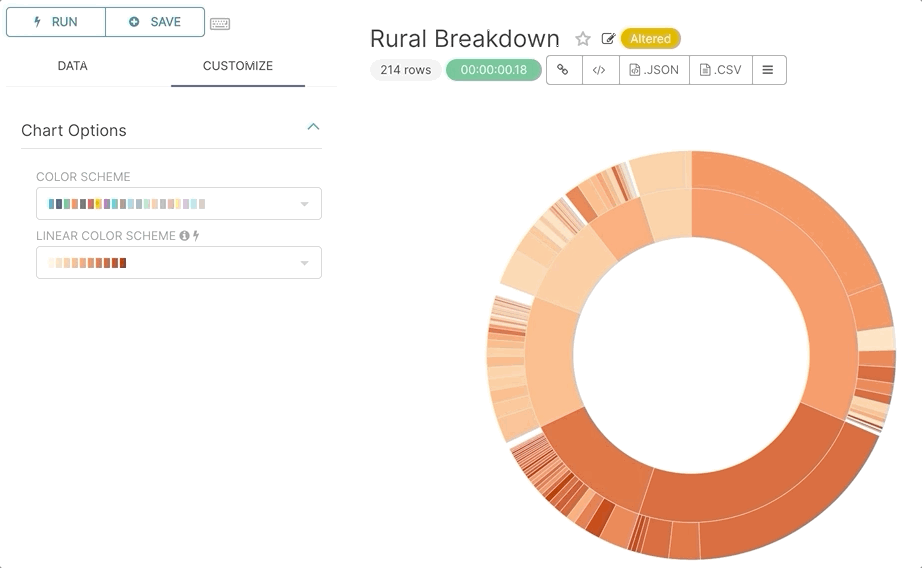 RUN
SAVE
DATA
CUSTOMIZE
Chart Options
COLOR SCHEME
LINEAR COLOR SCHEME
Rural Breakdown
Altered
214 rows
00:00:00.18
</>
.JSON
.CSV